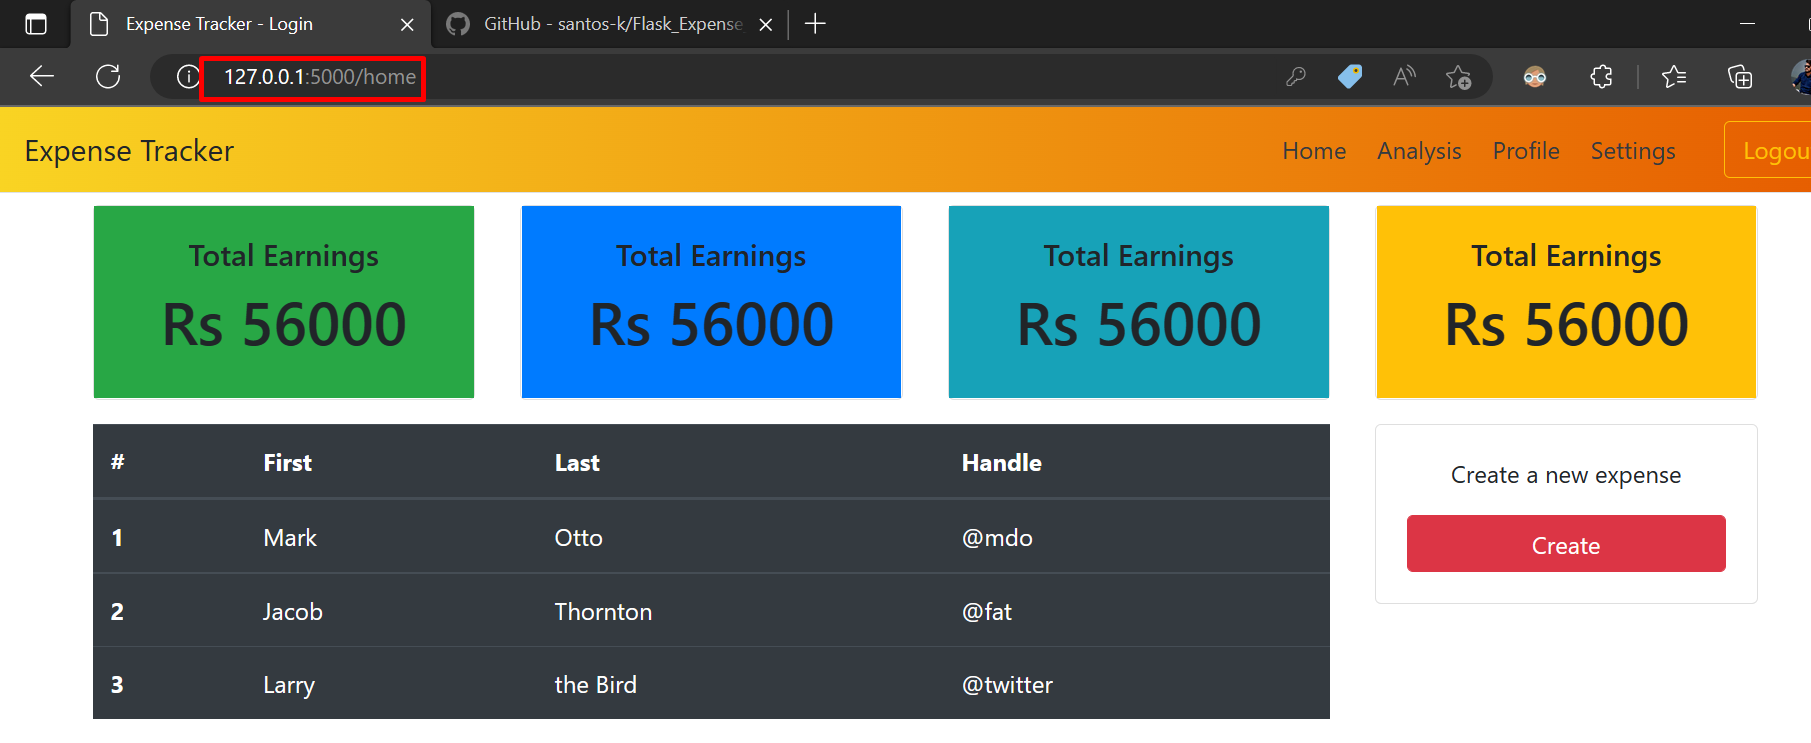 Expense Tracker - Login
GitHub - santos-k/Flask_Expense
127.0.0.1:5000/home
Expense Tracker
Home Analysis Profile Settings
Total Earnings Total Earnings Total Earnings Total Earnings
Rs 56000 Rs 56000 Rs 56000 Rs 56000
# First Last Handle
Create a new expense
1 Mark Otto @mdo
Create
2 Jacob Thornton @fat
3 Larry the Bird @twitter